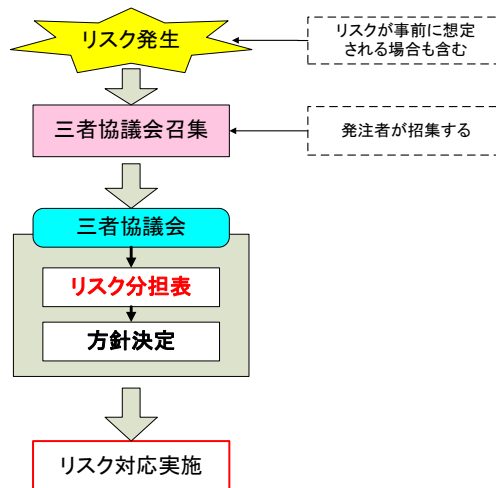 リスク発生
リスクが事前に想定
される場合も含む
三者協議会召集
発注者が招集する
三者協議会
リスク分担表
方針決定
リスク対応実施